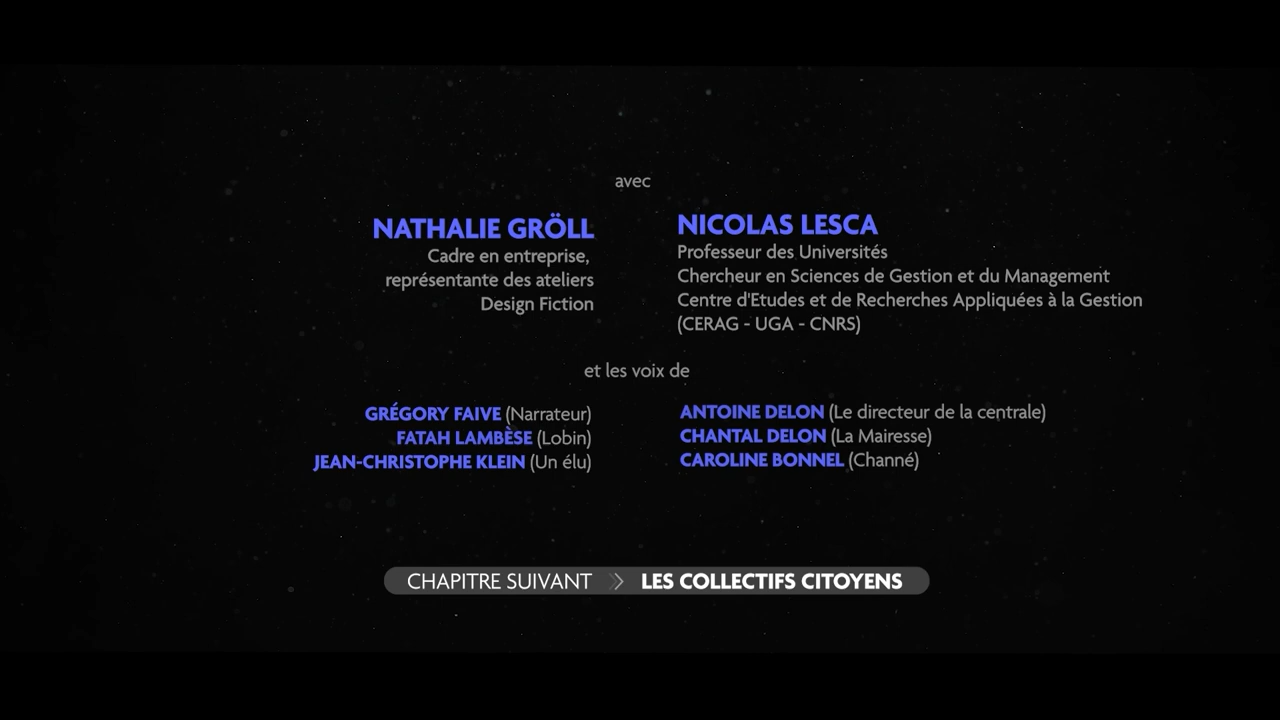 avec
NATHALIE GRÖLL
Cadre en entreprise,
représentante des ateliers
Design Fiction
NICOLAS LESCA
Professeur des Universités
Chercheur en Sciences de Gestion et du Management
Centre d'Etudes et de Recherches Appliquées à la Gestion
(CERAG - UGA - CNRS)
et les voix de
GRÉGORY FAIVE (Narrateur)
FATAH LAMBÈSE (Lobin)
JEAN-CHRISTOPHE KLEIN (Un élu)
ANTOINE DELON (Le directeur de la centrale)
CHANTAL DELON (La Mairesse)
CAROLINE BONNEL (Channé)
CHAPITRE SUIVANT >> LES COLLECTIFS CITOYENS